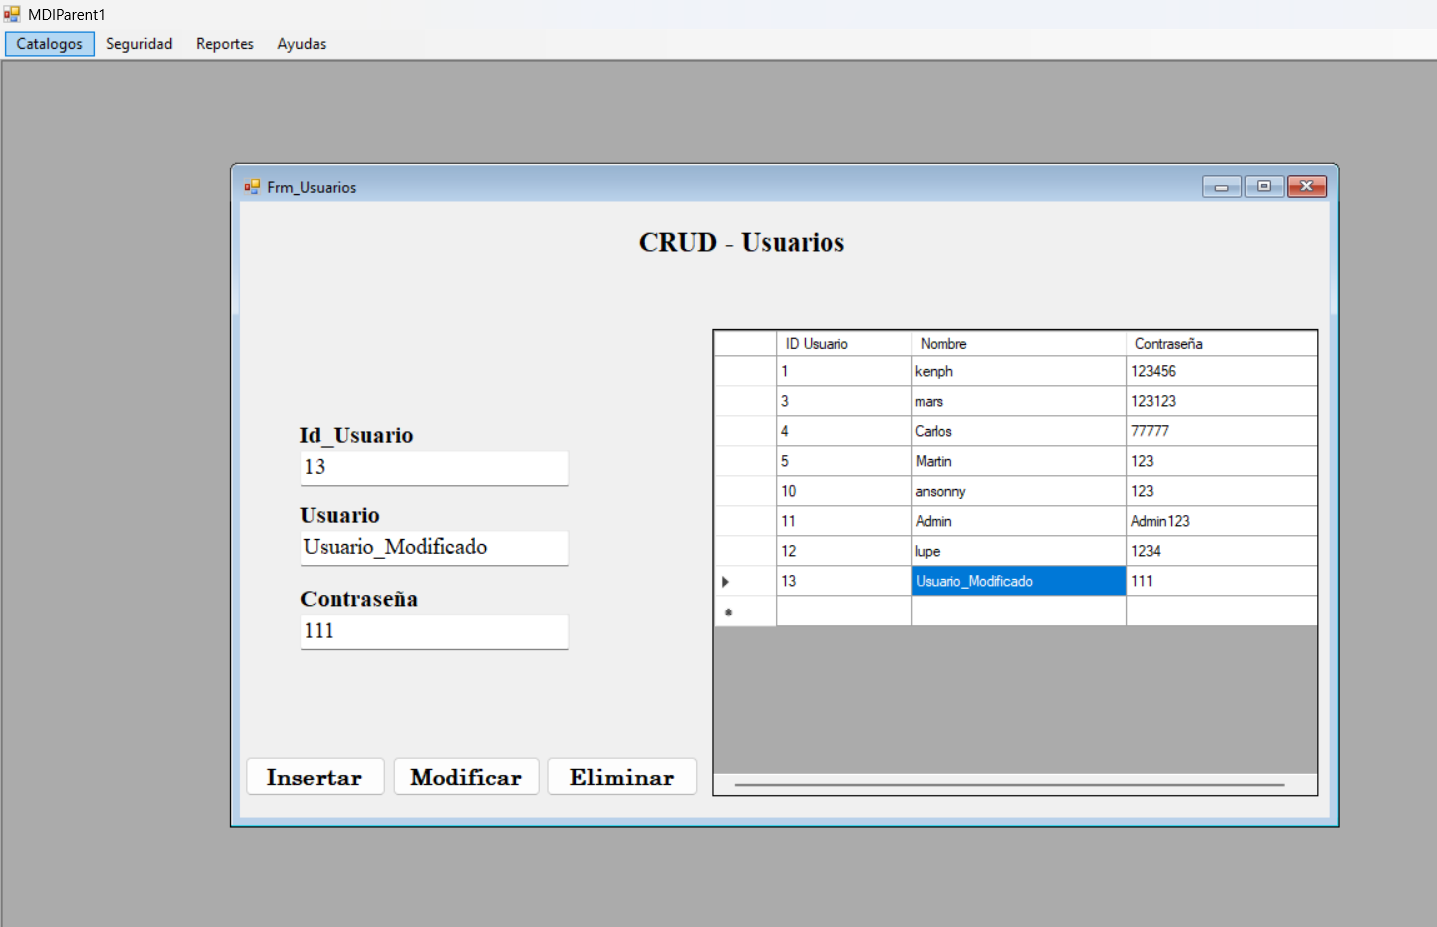 MDIParent1
Catalogos Seguridad Reportes Ayudas
Frm_Usuarios
CRUD - Usuarios
Id_Usuario
13
Usuario
Usuario_Modificado
Contraseña
111
Insertar Modificar Eliminar
ID Usuario Nombre Contraseña
1 kenph 123456
3 mars 123123
4 Carlos 77777
5 Martin 123
10 ansonny 123
11 Admin Admin123
12 lupe 1234
13 Usuario_Modificado 111